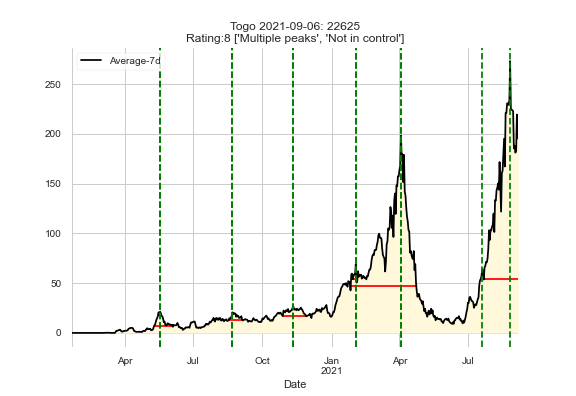 Togo 2021-09-06: 22625
Rating:8 ['Multiple peaks', 'Not in control']
Average-7d
250
200
150
100
50
0
Apr Jul Oct Jan Apr Jul
2021
Date